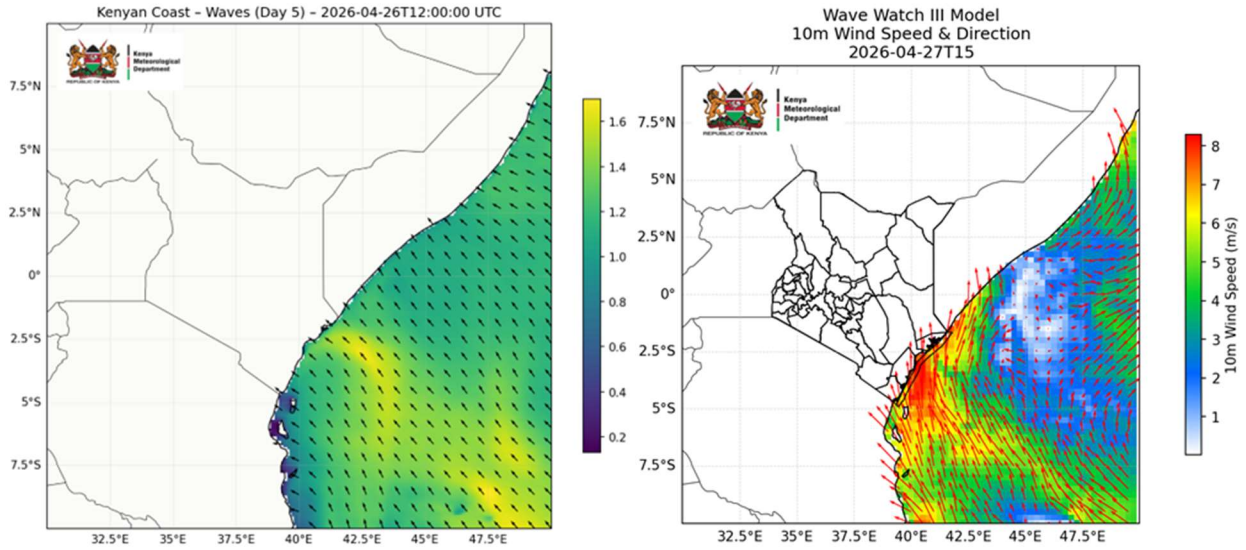 Kenyan Coast – Waves (Day 5) – 2026-04-26T12:00:00 UTC
Kenya
Meteorological
Department
REPUBLIC OF KENYA
7.5°N
5°N
2.5°N
0°
2.5°S
5°S
7.5°S
32.5°E 35°E 37.5°E 40°E 42.5°E 45°E 47.5°E
1.6
1.4
1.2
1.0
0.8
0.6
0.4
0.2
Wave Watch III Model
10m Wind Speed & Direction
2026-04-27T15
Kenya
Meteorological
Department
REPUBLIC OF KENYA
7.5°N
5°N
2.5°N
0°
2.5°S
5°S
7.5°S
32.5°E 35°E 37.5°E 40°E 42.5°E 45°E 47.5°E
8
7
6
5
4
3
2
1
10m Wind Speed (m/s)